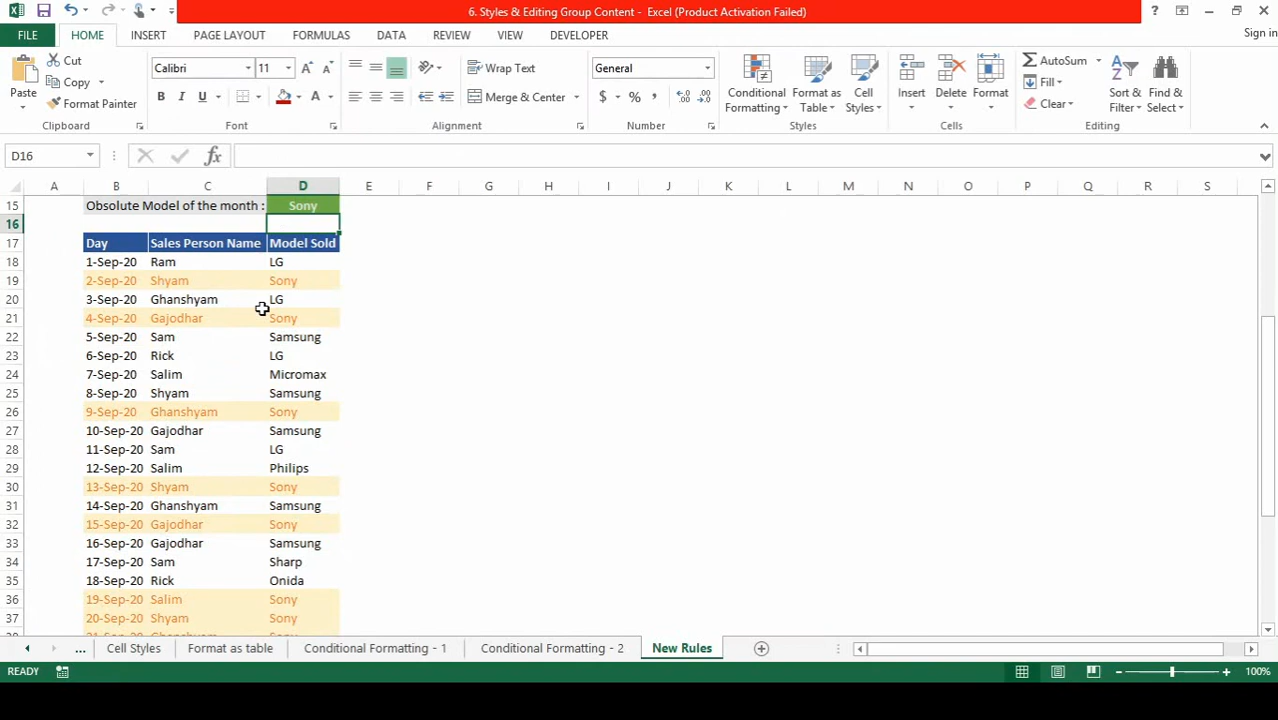 6. Styles & Editing Group Content - Excel (Product Activation Failed)
?
Sign in
FILE HOME INSERT PAGE LAYOUT FORMULAS DATA REVIEW VIEW DEVELOPER
Paste
Cut
Copy
Format Painter
Clipboard
Calibri 11
B I U
Font
Wrap Text
Merge & Center
Alignment
General
$ % ,
Number
Conditional Formatting
Format as Table
Cell Styles
Styles
Insert Delete Format
Cells
AutoSum
Fill
Clear
Sort & Filter
Find & Select
Editing
D16 fx
A B C D E F G H I J K L M N O P Q R S
15 Obsolute Model of the month : Sony
16
17 Day Sales Person Name Model Sold
18 1-Sep-20 Ram LG
19 2-Sep-20 Shyam Sony
20 3-Sep-20 Ghanshyam LG
21 4-Sep-20 Gajodhar Sony
22 5-Sep-20 Sam Samsung
23 6-Sep-20 Rick LG
24 7-Sep-20 Salim Micromax
25 8-Sep-20 Shyam Samsung
26 9-Sep-20 Ghanshyam Sony
27 10-Sep-20 Gajodhar Samsung
28 11-Sep-20 Sam LG
29 12-Sep-20 Salim Philips
30 13-Sep-20 Shyam Sony
31 14-Sep-20 Ghanshyam Samsung
32 15-Sep-20 Gajodhar Sony
33 16-Sep-20 Gajodhar Samsung
34 17-Sep-20 Sam Sharp
35 18-Sep-20 Rick Onida
36 19-Sep-20 Salim Sony
37 20-Sep-20 Shyam Sony
... Cell Styles Format as table Conditional Formatting - 1 Conditional Formatting - 2 New Rules
READY 100%